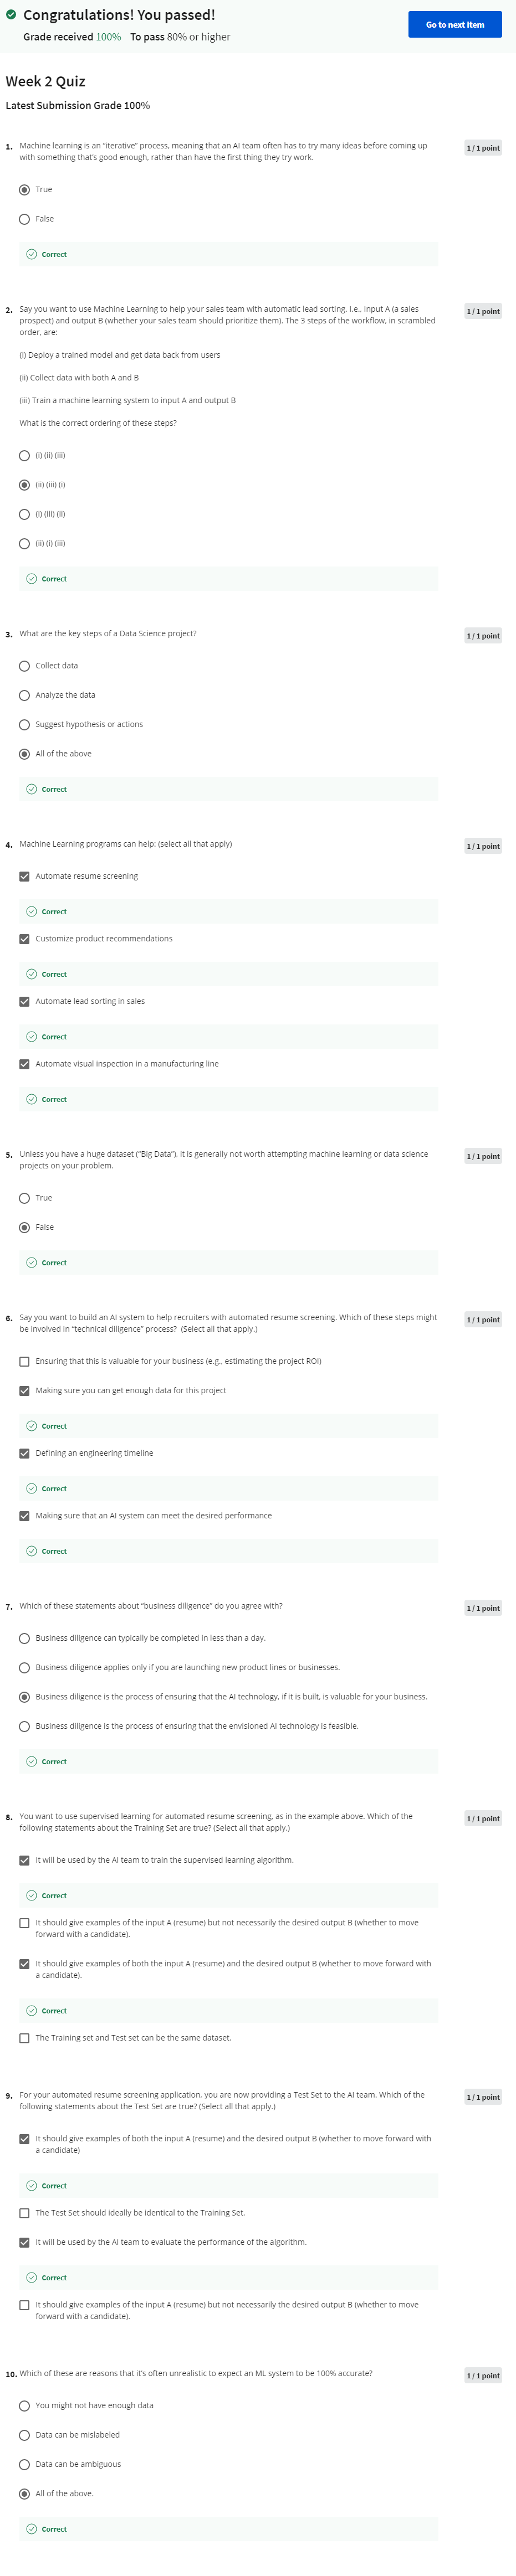 Congratulations! You passed!
Grade received 100% To pass 80% or higher
Go to next item
Week 2 Quiz
Latest Submission Grade 100%
1. Machine learning is an “iterative” process, meaning that an AI team often has to try many ideas before coming up
with something that’s good enough, rather than have the first thing they try work.
1 / 1 point
True
False
Correct
2. Say you want to use Machine Learning to help your sales team with automatic lead sorting. I.e., Input A (a sales
prospect) and output B (whether your sales team should prioritize them). The 3 steps of the workflow, in scrambled
order, are:
1 / 1 point
(i) Deploy a trained model and get data back from users
(ii) Collect data with both A and B
(iii) Train a machine learning system to input A and output B
What is the correct ordering of these steps?
(i) (ii) (iii)
(ii) (iii) (i)
(i) (iii) (ii)
(ii) (i) (iii)
Correct
3. What are the key steps of a Data Science project?
1 / 1 point
Collect data
Analyze the data
Suggest hypothesis or actions
All of the above
Correct
4. Machine Learning programs can help: (select all that apply)
1 / 1 point
Automate resume screening
Correct
Customize product recommendations
Correct
Automate lead sorting in sales
Correct
Automate visual inspection in a manufacturing line
Correct
5. Unless you have a huge dataset (“Big Data”), it is generally not worth attempting machine learning or data science
projects on your problem.
1 / 1 point
True
False
Correct
6. Say you want to build an AI system to help recruiters with automated resume screening. Which of these steps might
be involved in “technical diligence” process? (Select all that apply.)
1 / 1 point
Ensuring that this is valuable for your business (e.g., estimating the project ROI)
Making sure you can get enough data for this project
Correct
Defining an engineering timeline
Correct
Making sure that an AI system can meet the desired performance
Correct
7. Which of these statements about “business diligence” do you agree with?
1 / 1 point
Business diligence can typically be completed in less than a day.
Business diligence applies only if you are launching new product lines or businesses.
Business diligence is the process of ensuring that the AI technology, if it is built, is valuable for your business.
Business diligence is the process of ensuring that the envisioned AI technology is feasible.
Correct
8. You want to use supervised learning for automated resume screening, as in the example above. Which of the
following statements about the Training Set are true? (Select all that apply.)
1 / 1 point
It will be used by the AI team to train the supervised learning algorithm.
Correct
It should give examples of the input A (resume) but not necessarily the desired output B (whether to move
forward with a candidate).
It should give examples of both the input A (resume) and the desired output B (whether to move forward with
a candidate).
Correct
The Training set and Test set can be the same dataset.
9. For your automated resume screening application, you are now providing a Test Set to the AI team. Which of the
following statements about the Test Set are true? (Select all that apply.)
1 / 1 point
It should give examples of both the input A (resume) and the desired output B (whether to move forward with
a candidate)
Correct
The Test Set should ideally be identical to the Training Set.
It will be used by the AI team to evaluate the performance of the algorithm.
Correct
It should give examples of the input A (resume) but not necessarily the desired output B (whether to move
forward with a candidate).
10. Which of these are reasons that it’s often unrealistic to expect an ML system to be 100% accurate?
1 / 1 point
You might not have enough data
Data can be mislabeled
Data can be ambiguous
All of the above.
Correct